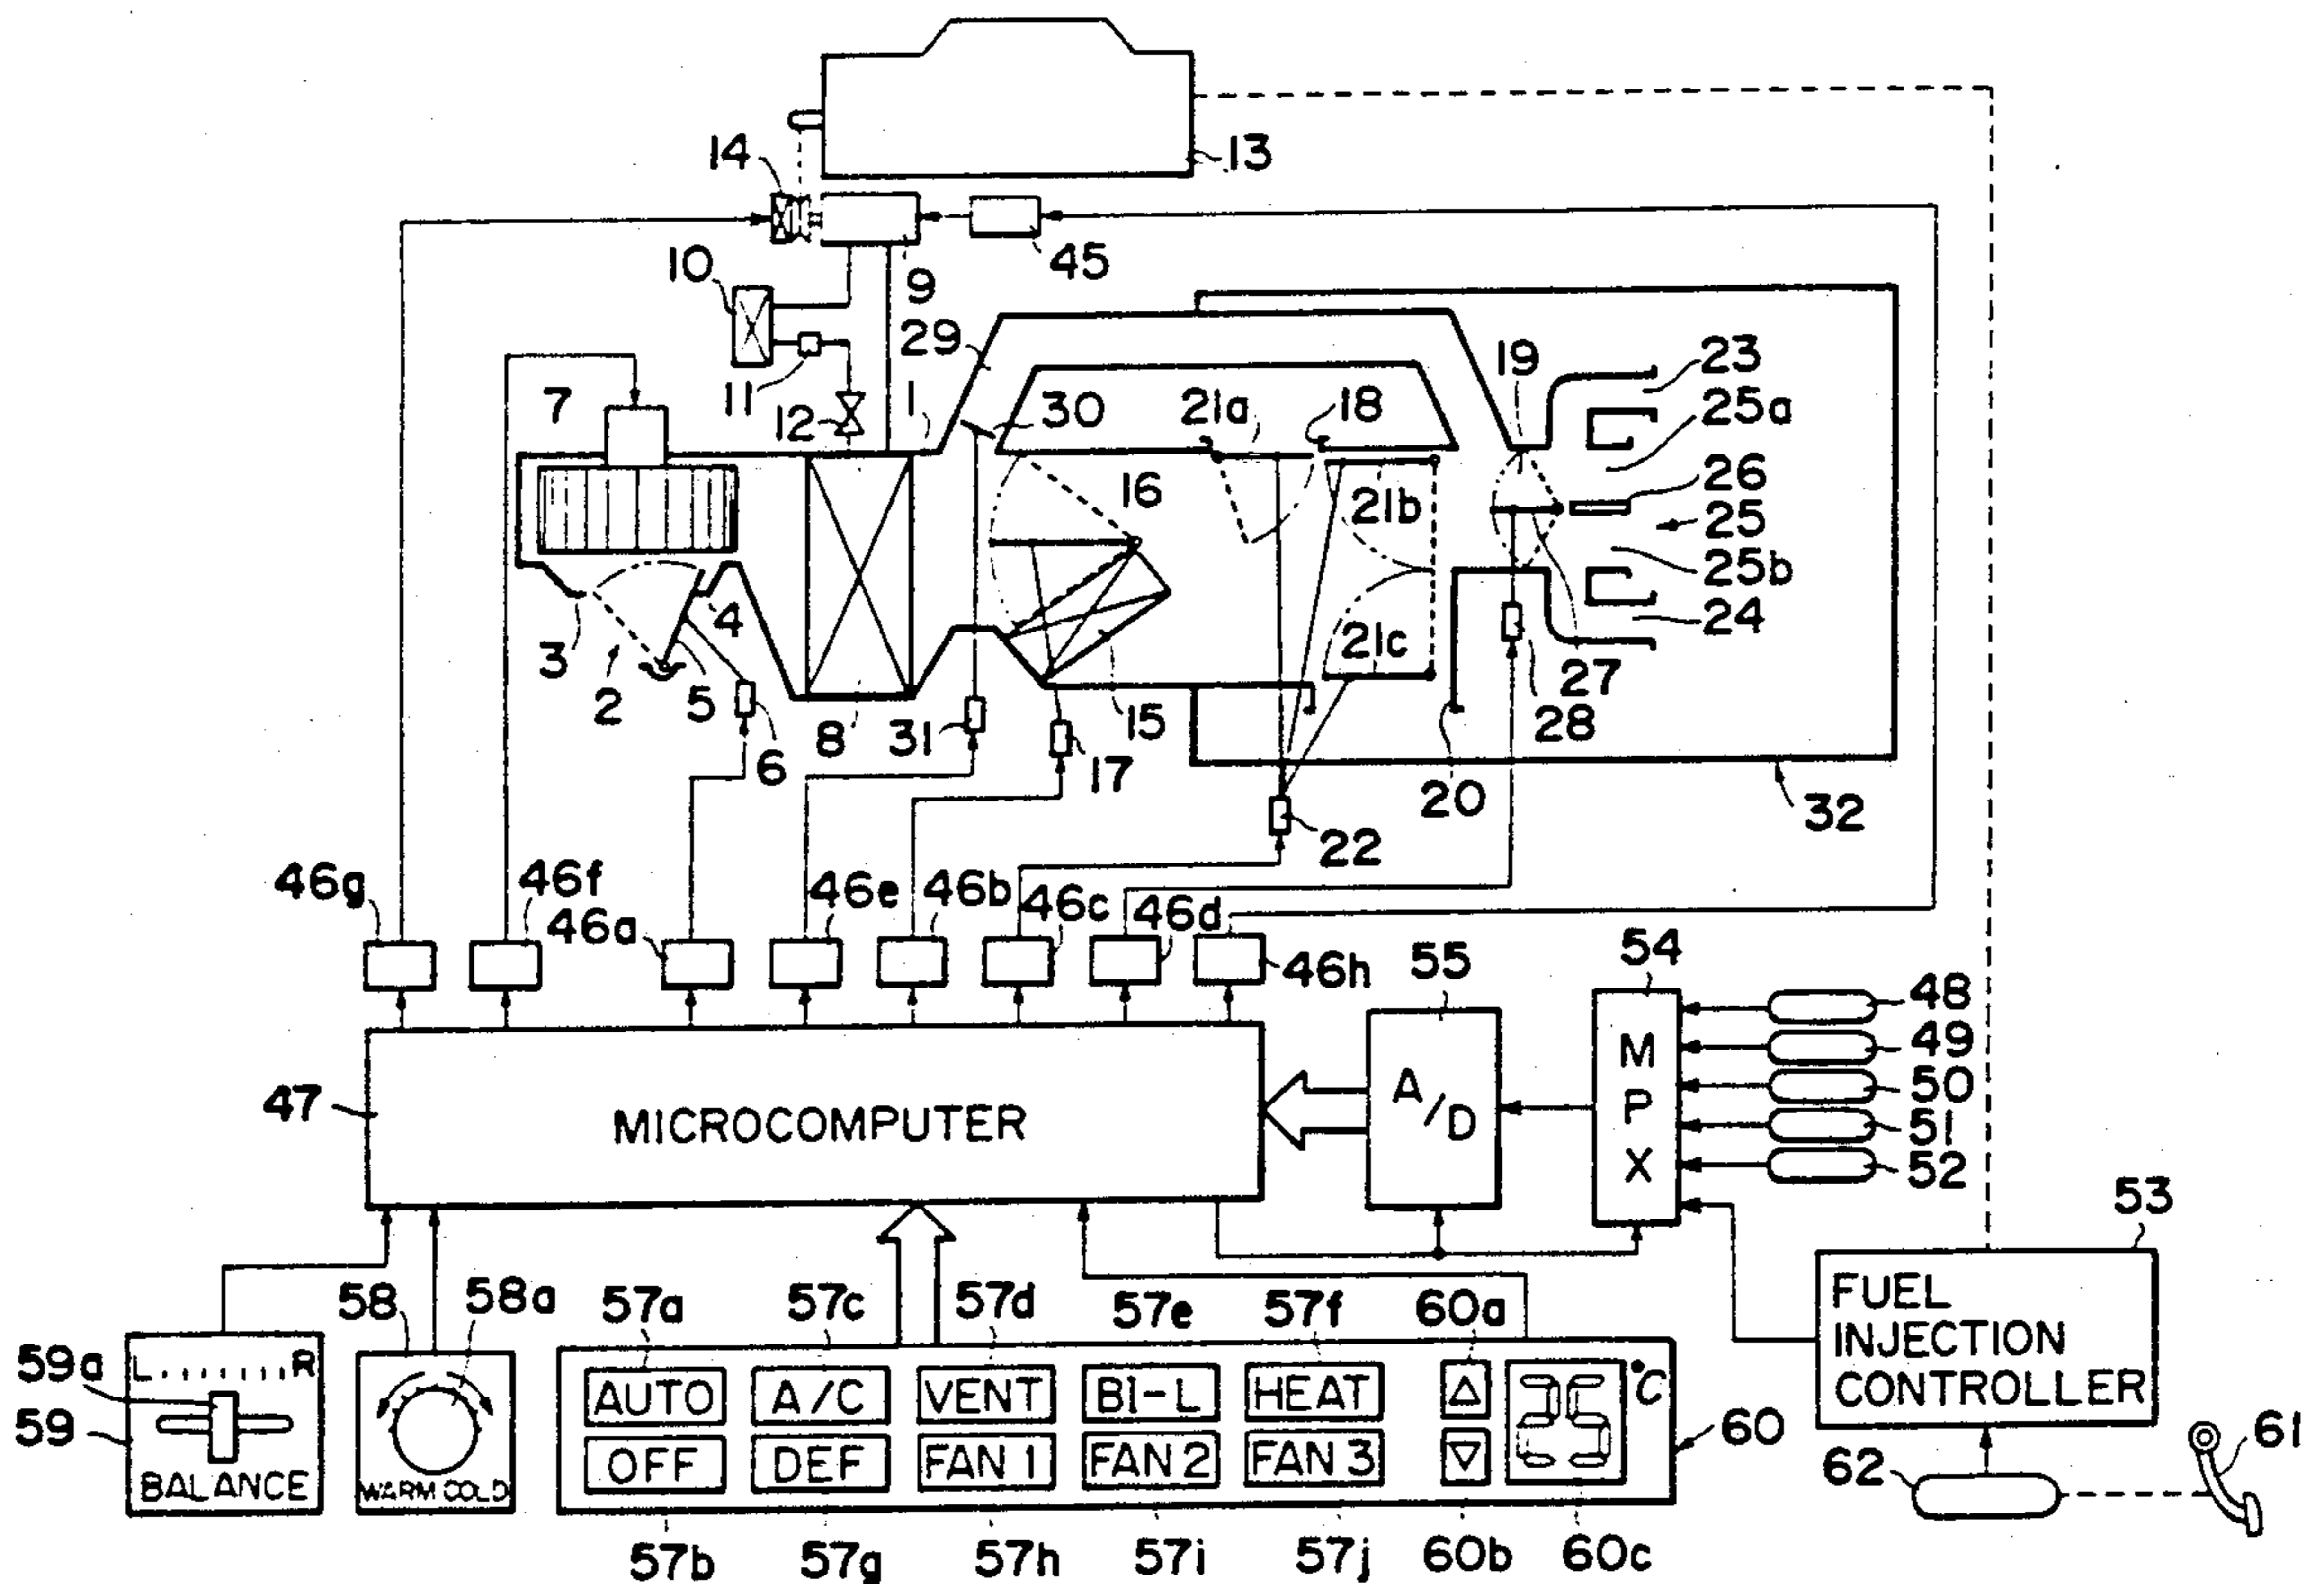 14
13
10
9
45
29
19
23
7
11
12
1
30
21a
18
25a
16
21b
26
25
25b
3
2
4
5
6
8
31
15
17
21c
24
27
28
20
22
32
46g
46f
46a
46e
46b
46c
46d
46h
55
54
48
49
50
51
52
47
MICROCOMPUTER
A/D
M
P
X
53
FUEL
INJECTION
CONTROLLER
58
58a
57a
57c
57d
57e
57f
60a
59a
59
L R
BALANCE
WARM COLD
AUTO A/C VENT BI-L HEAT △ 25 °C
OFF DEF FAN 1 FAN 2 FAN 3 ▽
60
62
61
57b
57g
57h
57i
57j
60b
60c